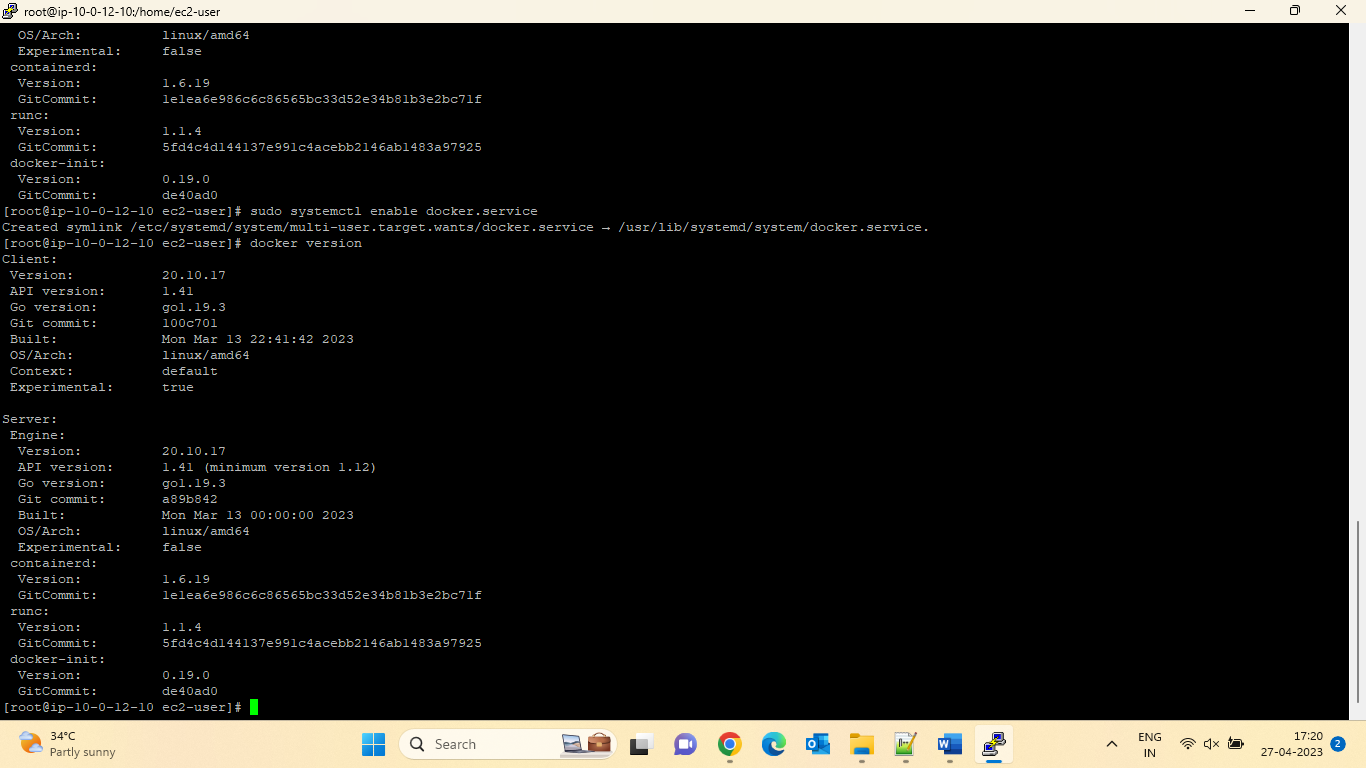 root@ip-10-0-12-10:/home/ec2-user
OS/Arch: linux/amd64
Experimental: false
containerd:
Version: 1.6.19
GitCommit: 1e1ea6e986c6c86565bc33d52e34b81b3e2bc71f
runc:
Version: 1.1.4
GitCommit: 5fd4c4d144137e991c4acebb2146ab1483a97925
docker-init:
Version: 0.19.0
GitCommit: de40ad0
[root@ip-10-0-12-10 ec2-user]# sudo systemctl enable docker.service
Created symlink /etc/systemd/system/multi-user.target.wants/docker.service → /usr/lib/systemd/system/docker.service.
[root@ip-10-0-12-10 ec2-user]# docker version
Client:
Version: 20.10.17
API version: 1.41
Go version: go1.19.3
Git commit: 100c701
Built: Mon Mar 13 22:41:42 2023
OS/Arch: linux/amd64
Context: default
Experimental: true
Server:
Engine:
Version: 20.10.17
API version: 1.41 (minimum version 1.12)
Go version: go1.19.3
Git commit: a89b842
Built: Mon Mar 13 00:00:00 2023
OS/Arch: linux/amd64
Experimental: false
containerd:
Version: 1.6.19
GitCommit: 1e1ea6e986c6c86565bc33d52e34b81b3e2bc71f
runc:
Version: 1.1.4
GitCommit: 5fd4c4d144137e991c4acebb2146ab1483a97925
docker-init:
Version: 0.19.0
GitCommit: de40ad0
[root@ip-10-0-12-10 ec2-user]#
34°C
Partly sunny
Search
ENG
IN
17:20
27-04-2023
2